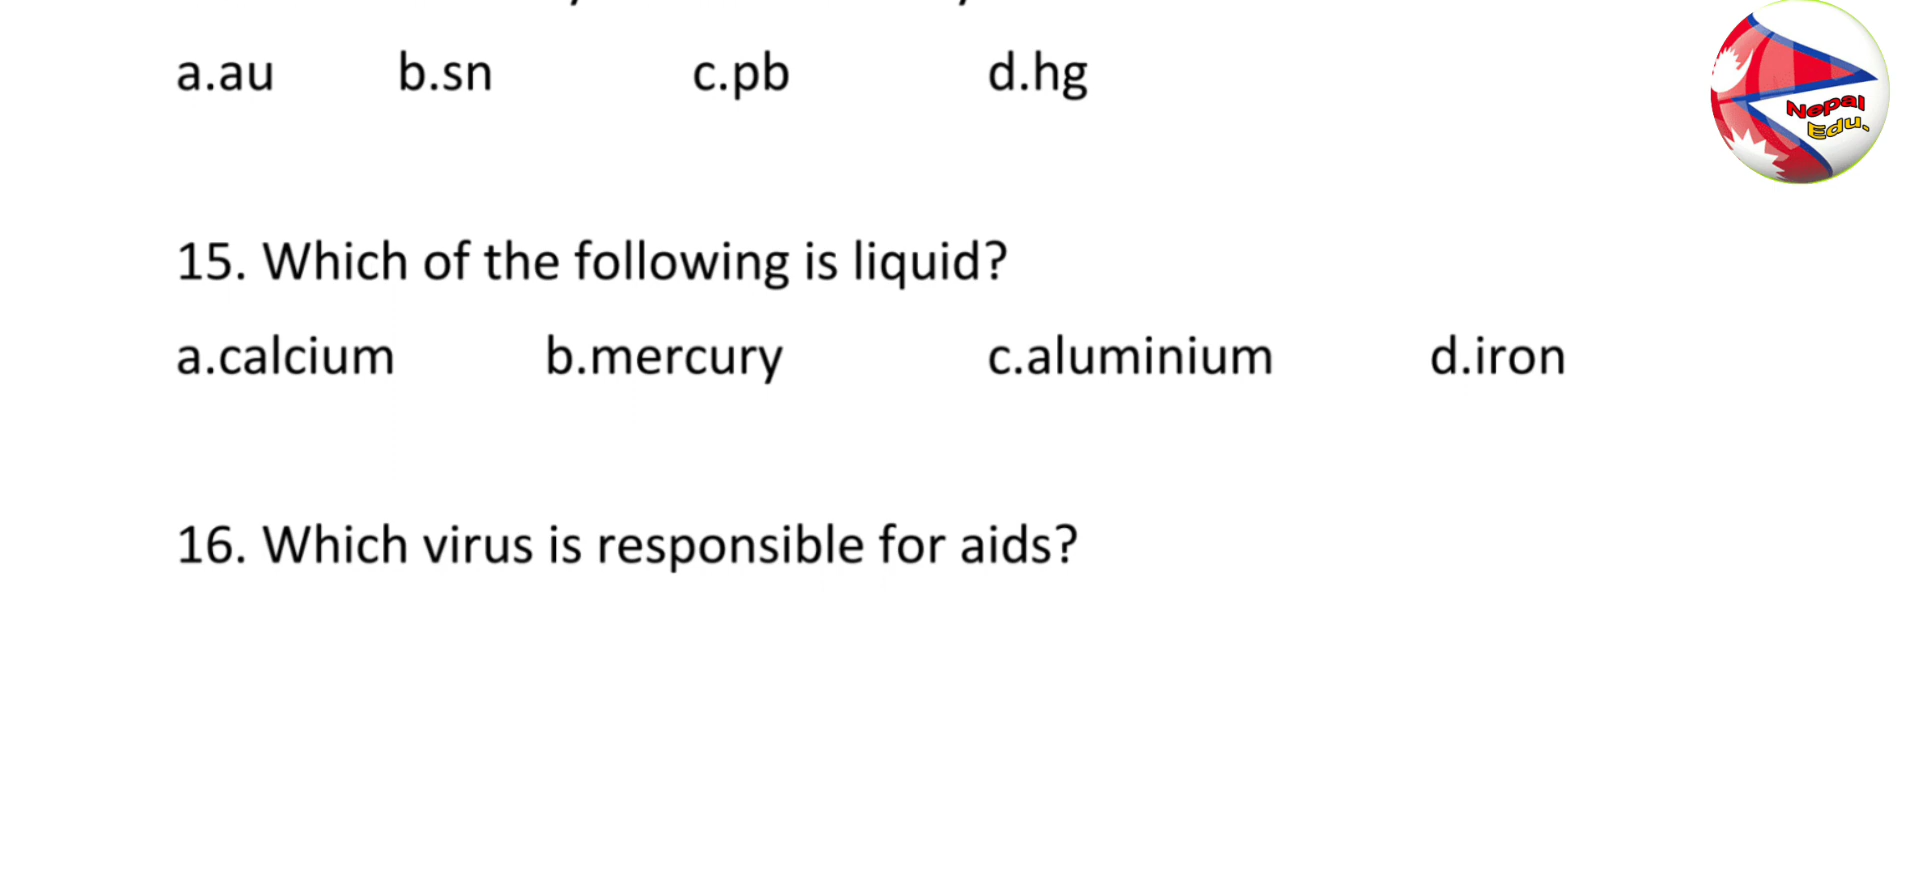 a.au b.sn c.pb d.hg
Nepal
Edu.
15. Which of the following is liquid?
a.calcium b.mercury c.aluminium d.iron
16. Which virus is responsible for aids?